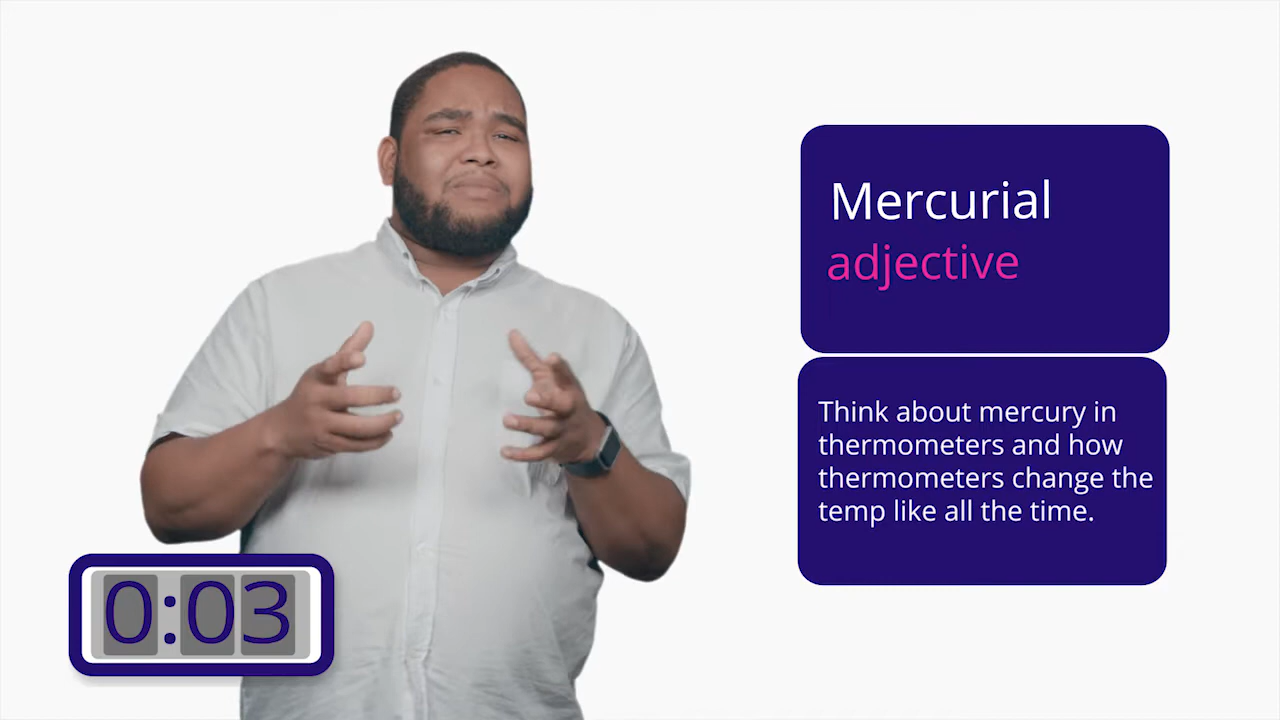 Mercurial
adjective
Think about mercury in
thermometers and how
thermometers change the
temp like all the time.
0:03